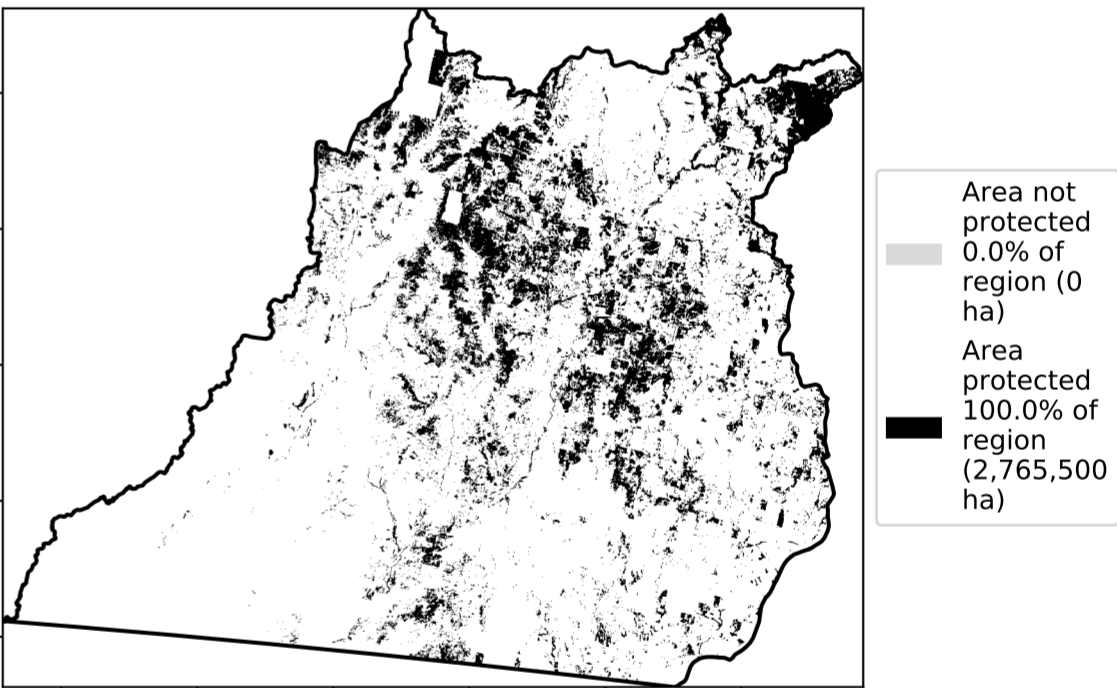 Area not
protected
0.0% of
region (0
ha)
Area
protected
100.0% of
region
(2,765,500
ha)